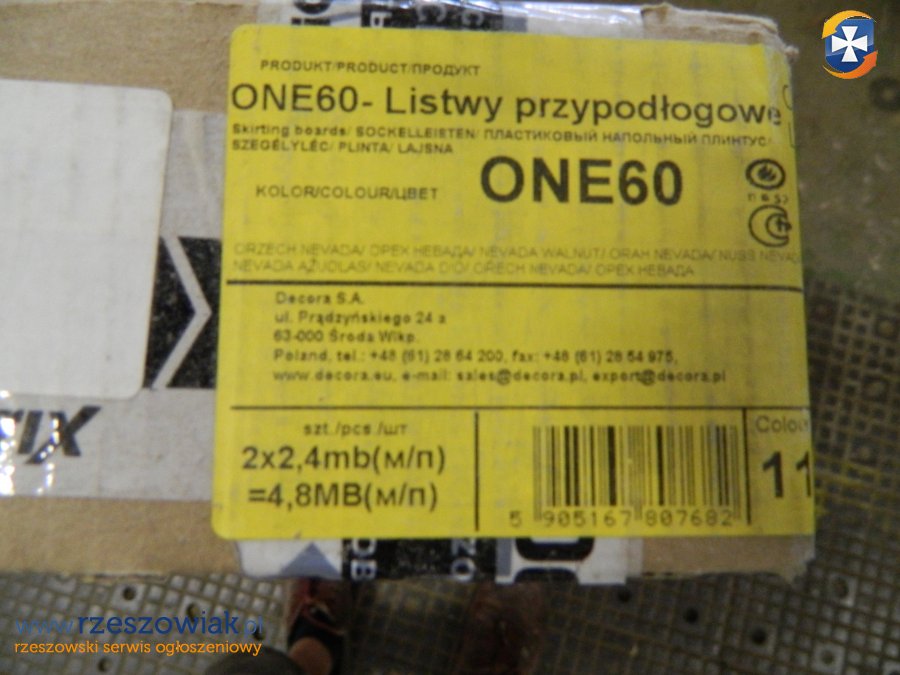 PRODUKT/PRODUCT/ПРОДУКТ
ONE60- Listwy przypodłogowe
Skirting boards/ SOCKELLEISTEN/ ПЛАСТИКОВЫЙ НАПОЛЬНЫЙ ПЛИНТУС/
SZEGÉLYLÉC/ PLINTA/ LAJSNA
KOLOR/COLOUR/ЦВЕТ ONE60
ORZECH NEVADA/ ОРЕХ НЕВАДА/ NEVADA WALNUT/ ORAH NEVADA/ NUSS NEVADA
NEVADA ĄŽUOLAS/ NEVADA DIÓ/ OŘECH NEVADA/ ОРЕХ НЕВАДА
Decora S.A.
ul. Prądzyńskiego 24 a
63-000 Środa Wlkp.
Poland, tel.: +48 (61) 28 64 200, fax: +48 (61) 28 54 975,
www.decora.eu, e-mail: sales@decora.pl, export@decora.pl
szt./pcs./шт
2x2,4mb(м/п)
=4,8MB(м/п)
5 905167 807682
Colou
11
www.rzeszowiak.pl
rzeszowski serwis ogłoszeniowy